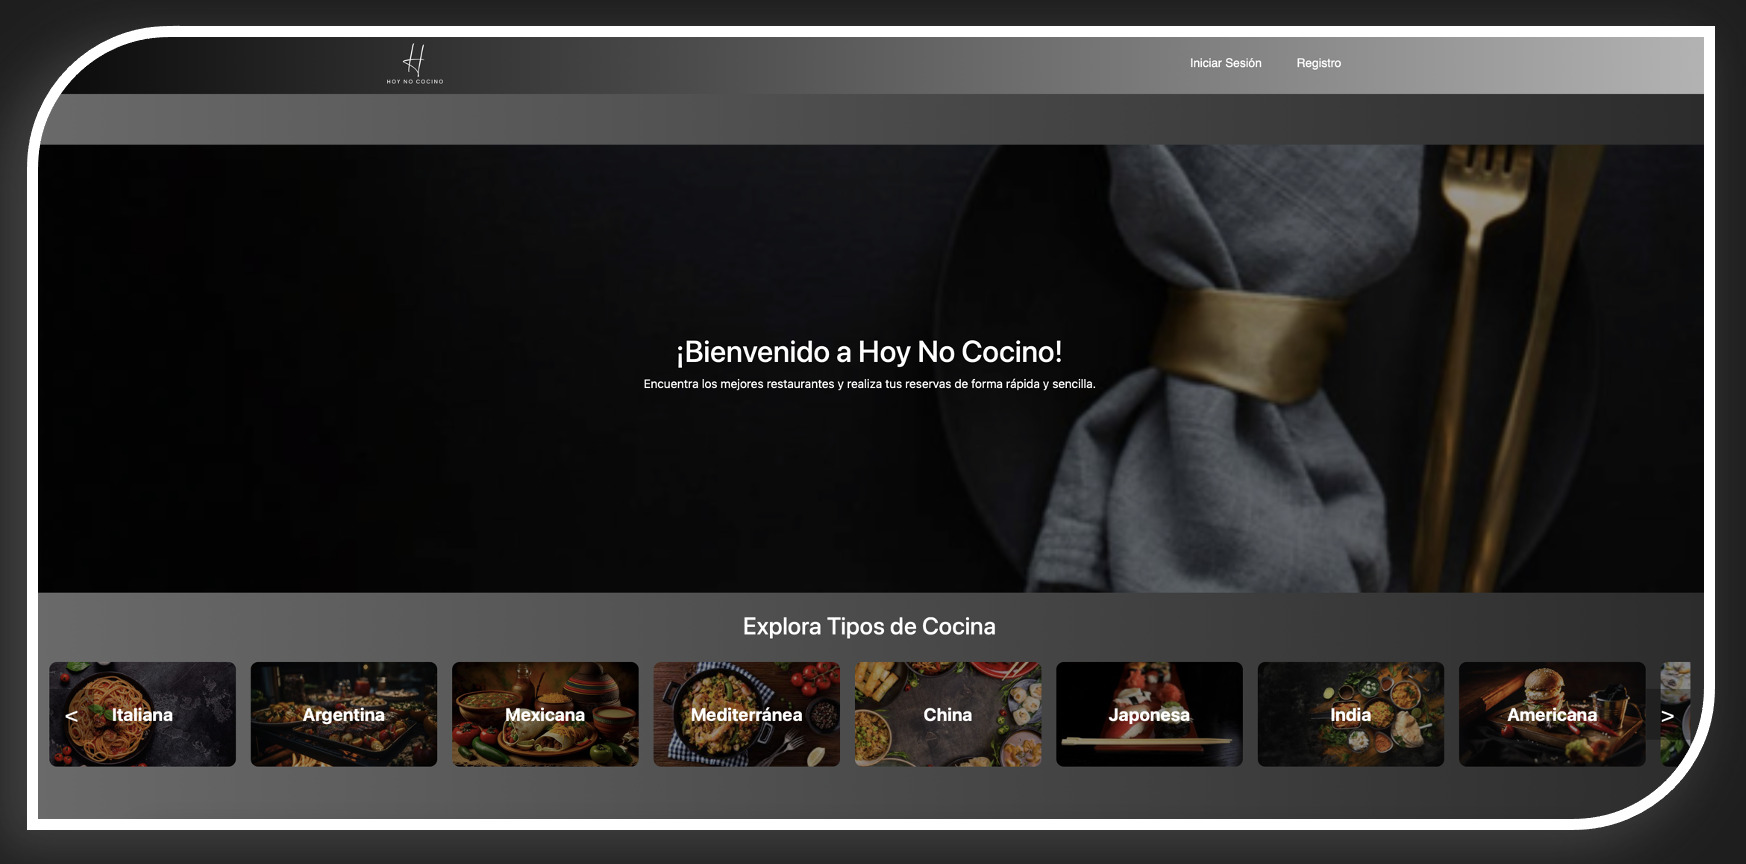 H
HOY NO COCINO
Iniciar Sesión
Registro
¡Bienvenido a Hoy No Cocino!
Encuentra los mejores restaurantes y realiza tus reservas de forma rápida y sencilla.
Explora Tipos de Cocina
<
Italiana
Argentina
Mexicana
Mediterránea
China
Japonesa
India
Americana
>